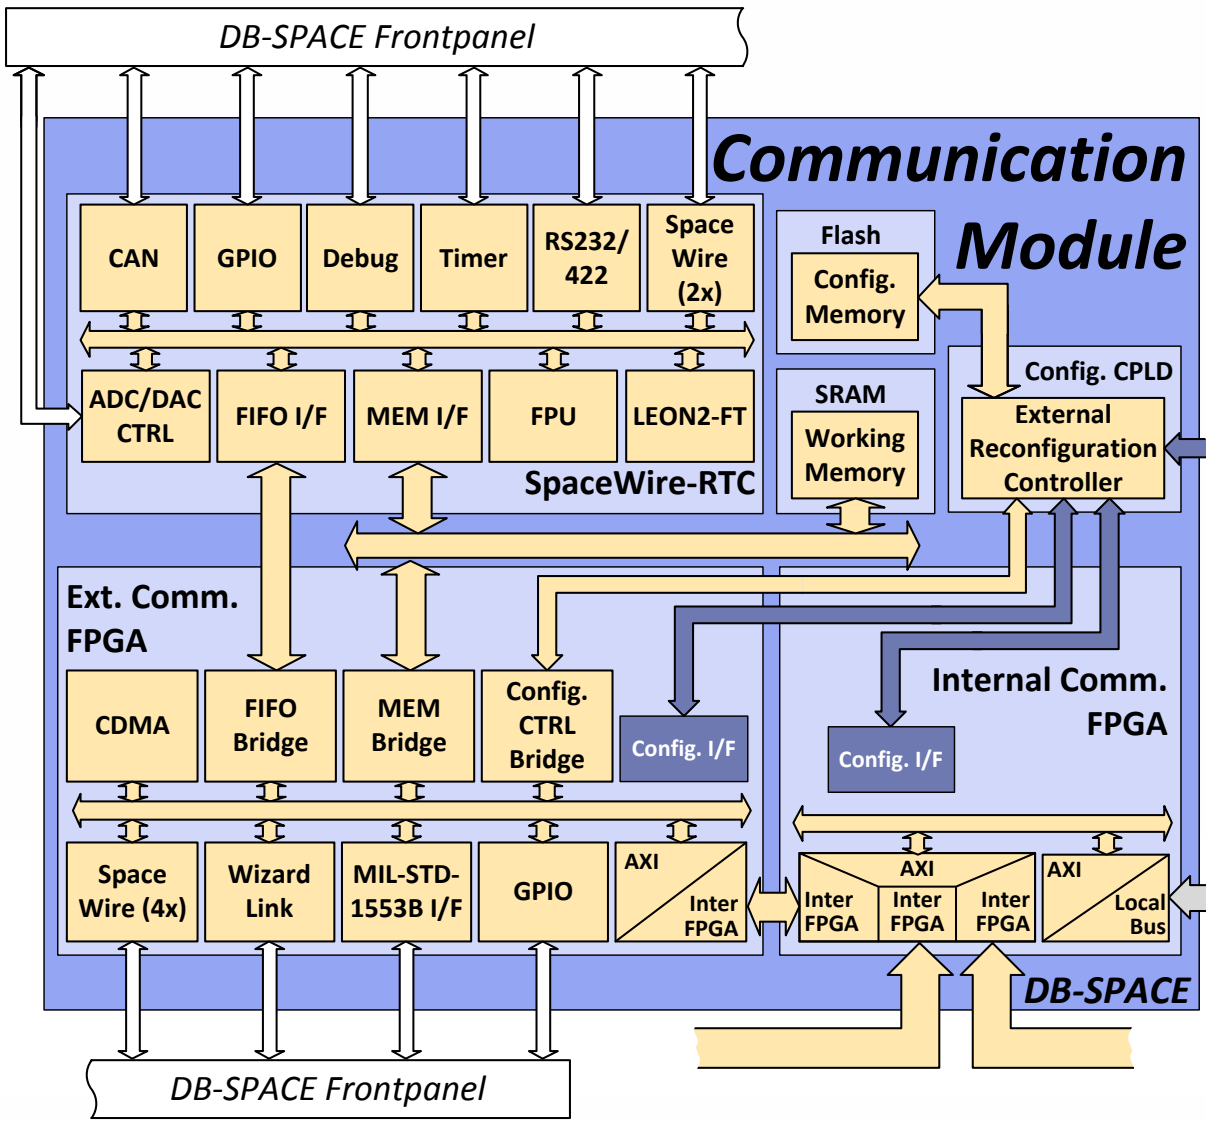 DB-SPACE Frontpanel
Communication
Module
CAN
GPIO
Debug
Timer
RS232/
422
Space
Wire
(2x)
Flash
Config.
Memory
ADC/DAC
CTRL
FIFO I/F
MEM I/F
FPU
LEON2-FT
SpaceWire-RTC
SRAM
Working
Memory
Config. CPLD
External
Reconfiguration
Controller
Ext. Comm.
FPGA
CDMA
FIFO
Bridge
MEM
Bridge
Config.
CTRL
Bridge
Config. I/F
Internal Comm.
FPGA
Config. I/F
Space
Wire (4x)
Wizard
Link
MIL-STD-
1553B I/F
GPIO
AXI
Inter
FPGA
AXI
Inter
FPGA
Inter
FPGA
Inter
FPGA
AXI
Local
Bus
DB-SPACE
DB-SPACE Frontpanel